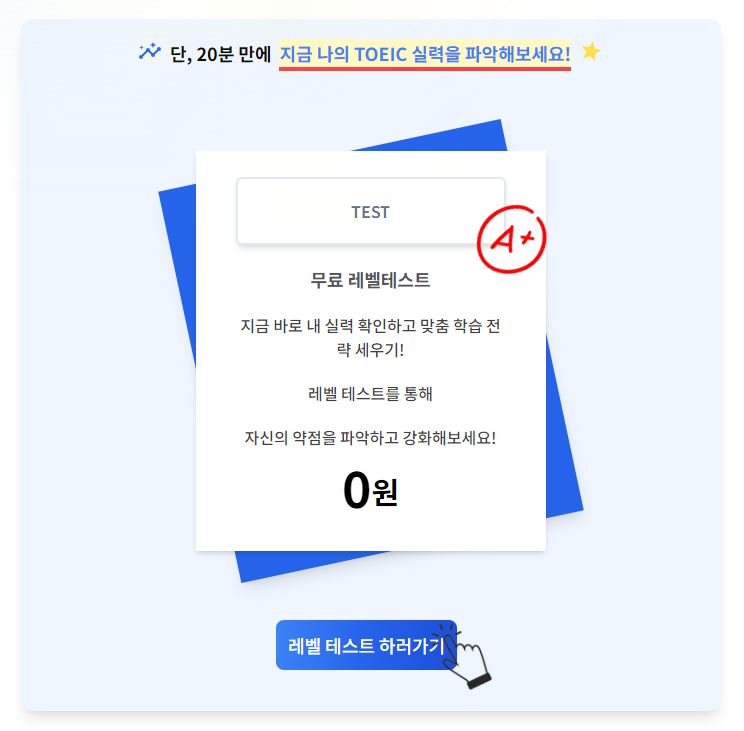 단, 20분 만에 지금 나의 TOEIC 실력을 파악해보세요!
TEST
A+
무료 레벨테스트
지금 바로 내 실력 확인하고 맞춤 학습 전
략 세우기!
레벨 테스트를 통해
자신의 약점을 파악하고 강화해보세요!
0원
레벨 테스트 하러가기